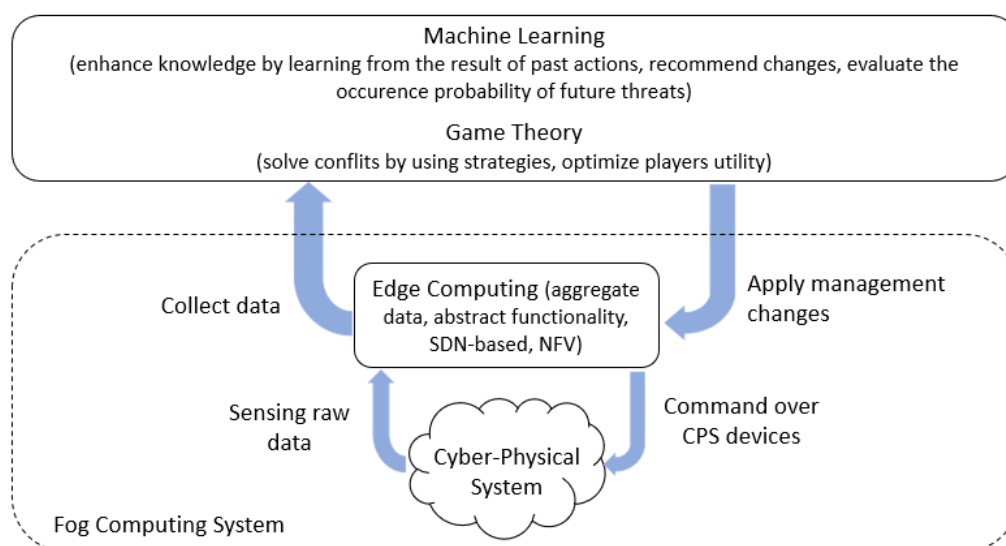 Machine Learning
(enhance knowledge by learning from the result of past actions, recommend changes, evaluate the
occurence probability of future threats)
Game Theory
(solve conflits by using strategies, optimize players utility)
Collect data
Edge Computing (aggregate
data, abstract functionality,
SDN-based, NFV)
Apply management
changes
Sensing raw
data
Cyber-Physical
System
Command over
CPS devices
Fog Computing System